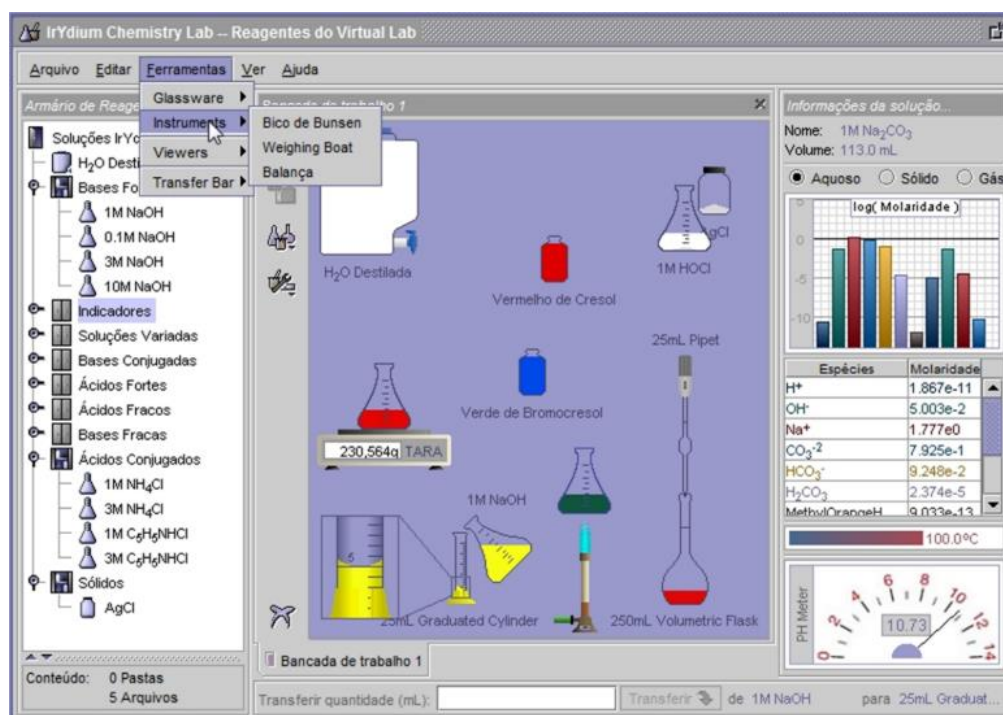 IrYdium Chemistry Lab -- Reagentes do Virtual Lab
Arquivo Editar Ferramentas Ver Ajuda
Glassware
Instruments
Viewers
Transfer Bar
Bico de Bunsen
Weighing Boat
Balança
Armário de Reage
Soluções IrYd
H2O Desti
Bases Fo
1M NaOH
0.1M NaOH
3M NaOH
10M NaOH
Indicadores
Soluções Variadas
Bases Conjugadas
Ácidos Fortes
Ácidos Fracos
Bases Fracas
Ácidos Conjugados
1M NH4Cl
3M NH4Cl
1M C5H5NHCl
3M C5H5NHCl
Sólidos
AgCl
Conteúdo: 0 Pastas
5 Arquivos
Bancada de trabalho 1
H2O Destilada
Vermelho de Cresol
AgCl
1M HOCl
25mL Pipet
Verde de Bromocresol
230,564g TARA
1M NaOH
5
25mL Graduated Cylinder
250mL Volumetric Flask
Bancada de trabalho 1
Transferir quantidade (mL): Transferir de 1M NaOH para 25mL Graduat...
Informações da solução...
Nome: 1M Na2CO3
Volume: 113.0 mL
Aquoso Sólido Gás
log( Molaridade )
5
0
-5
-10
Espécies Molaridade
H+ 1.867e-11
OH- 5.003e-2
Na+ 1.777e0
CO3-2 7.925e-1
HCO3- 9.248e-2
H2CO3 2.374e-5
MethylOrangeH 9.033e-13
100.0ºC
PH Meter
0 2 4 6 8 10 12 14
10.73